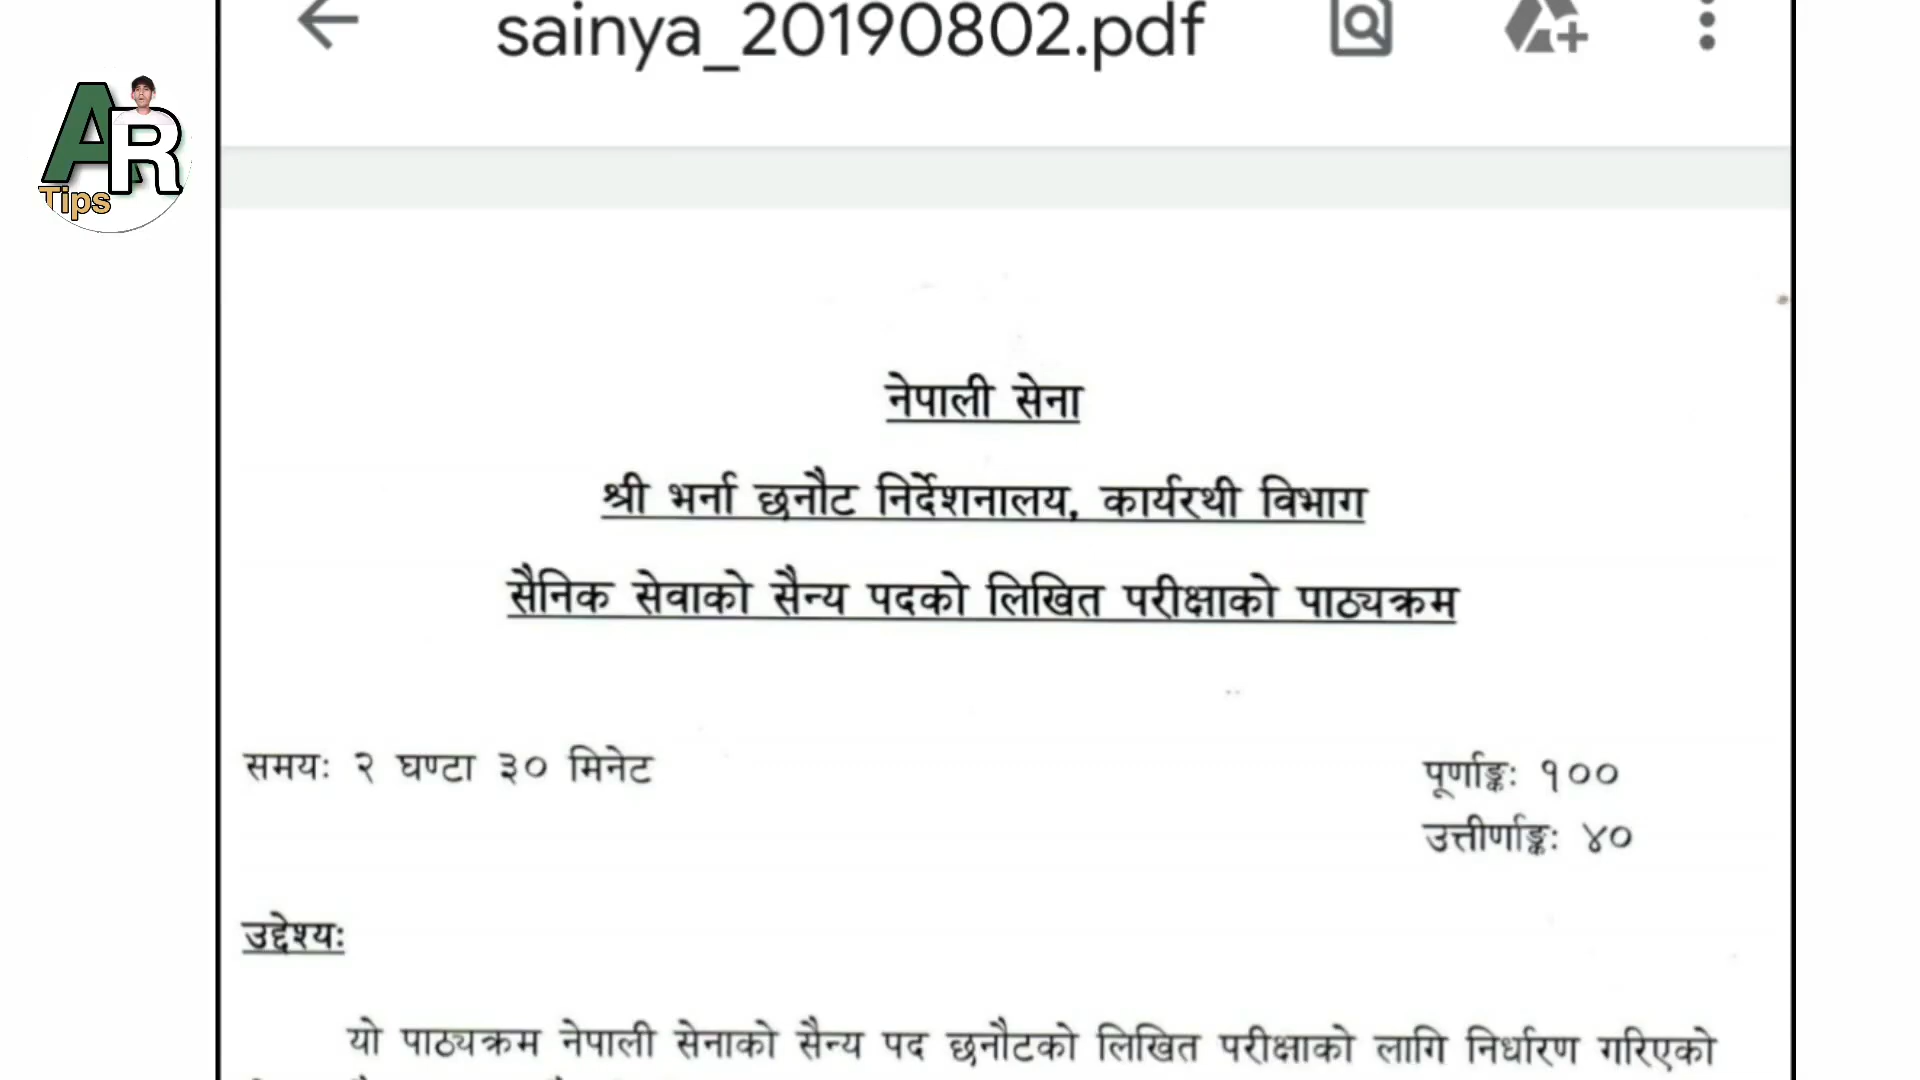 sainya_20190802.pdf
AR
Tips
नेपाली सेना
श्री भर्ना छनौट निर्देशनालय, कार्यरथी विभाग
सैनिक सेवाको सैन्य पदको लिखित परीक्षाको पाठ्यक्रम
समयः २ घण्टा ३० मिनेट
पूर्णाङ्कः १००
उत्तीर्णाङ्कः ४०
उद्देश्यः
यो पाठ्यक्रम नेपाली सेनाको सैन्य पद छनौटको लिखित परीक्षाको लागि निर्धारण गरिएको